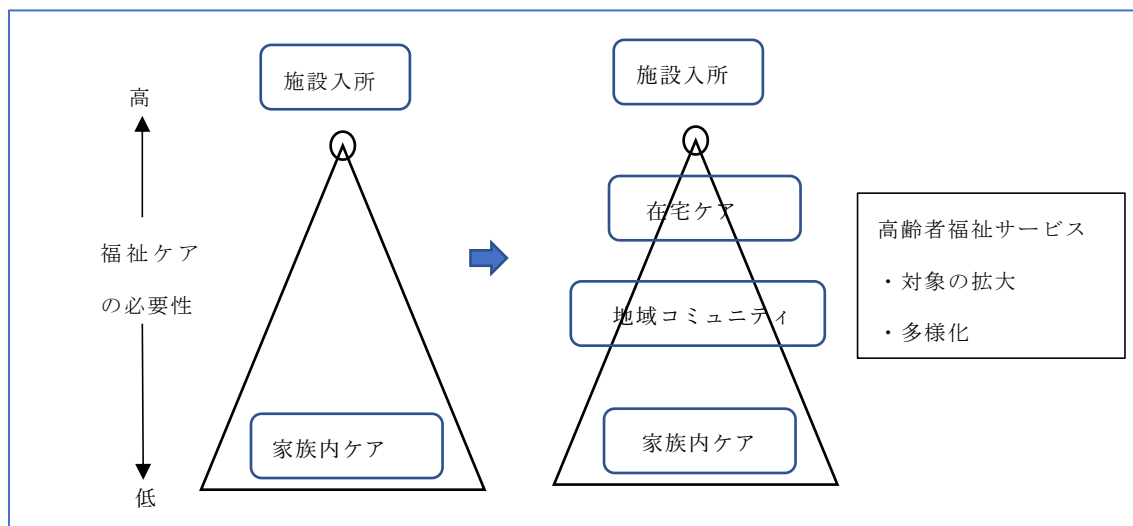 施設入所
高
福祉ケア
の必要性
低
家族内ケア
施設入所
在宅ケア
地域コミュニティ
家族内ケア
高齢者福祉サービス
・対象の拡大
・多様化